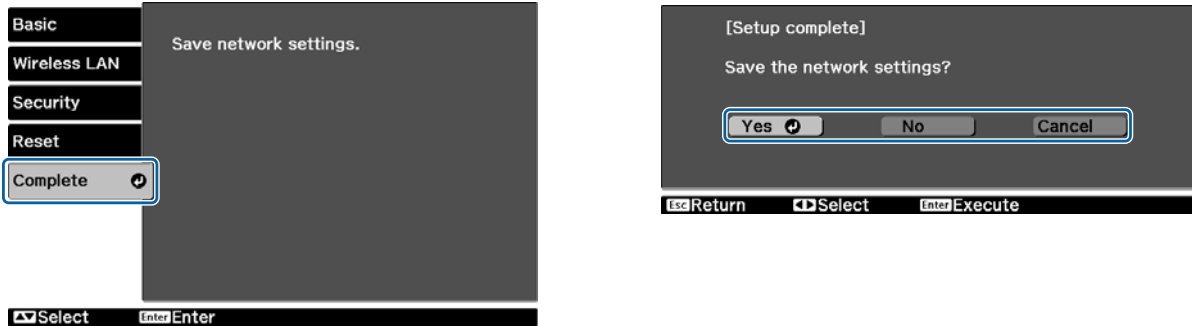 Basic
Wireless LAN
Security
Reset
Complete
Save network settings.
Select Enter Enter
[Setup complete]
Save the network settings?
Yes No Cancel
Esc Return Select Enter Execute